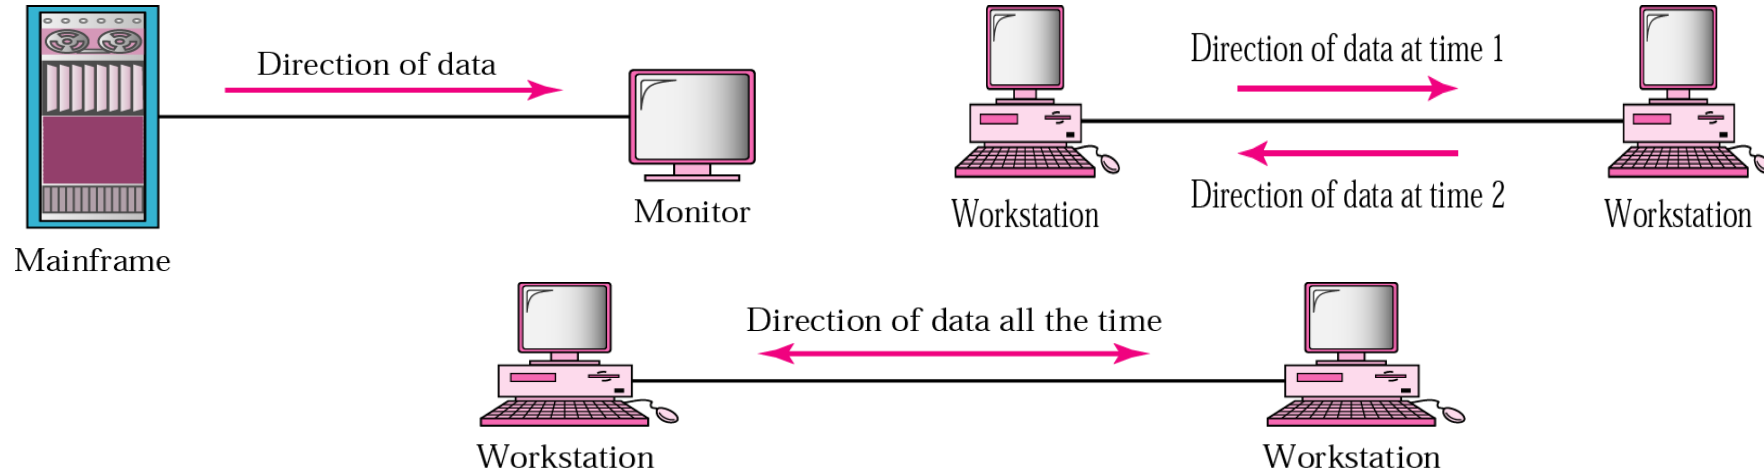 Direction of data
Mainframe
Monitor
Direction of data at time 1
Direction of data at time 2
Workstation
Workstation
Direction of data all the time
Workstation
Workstation